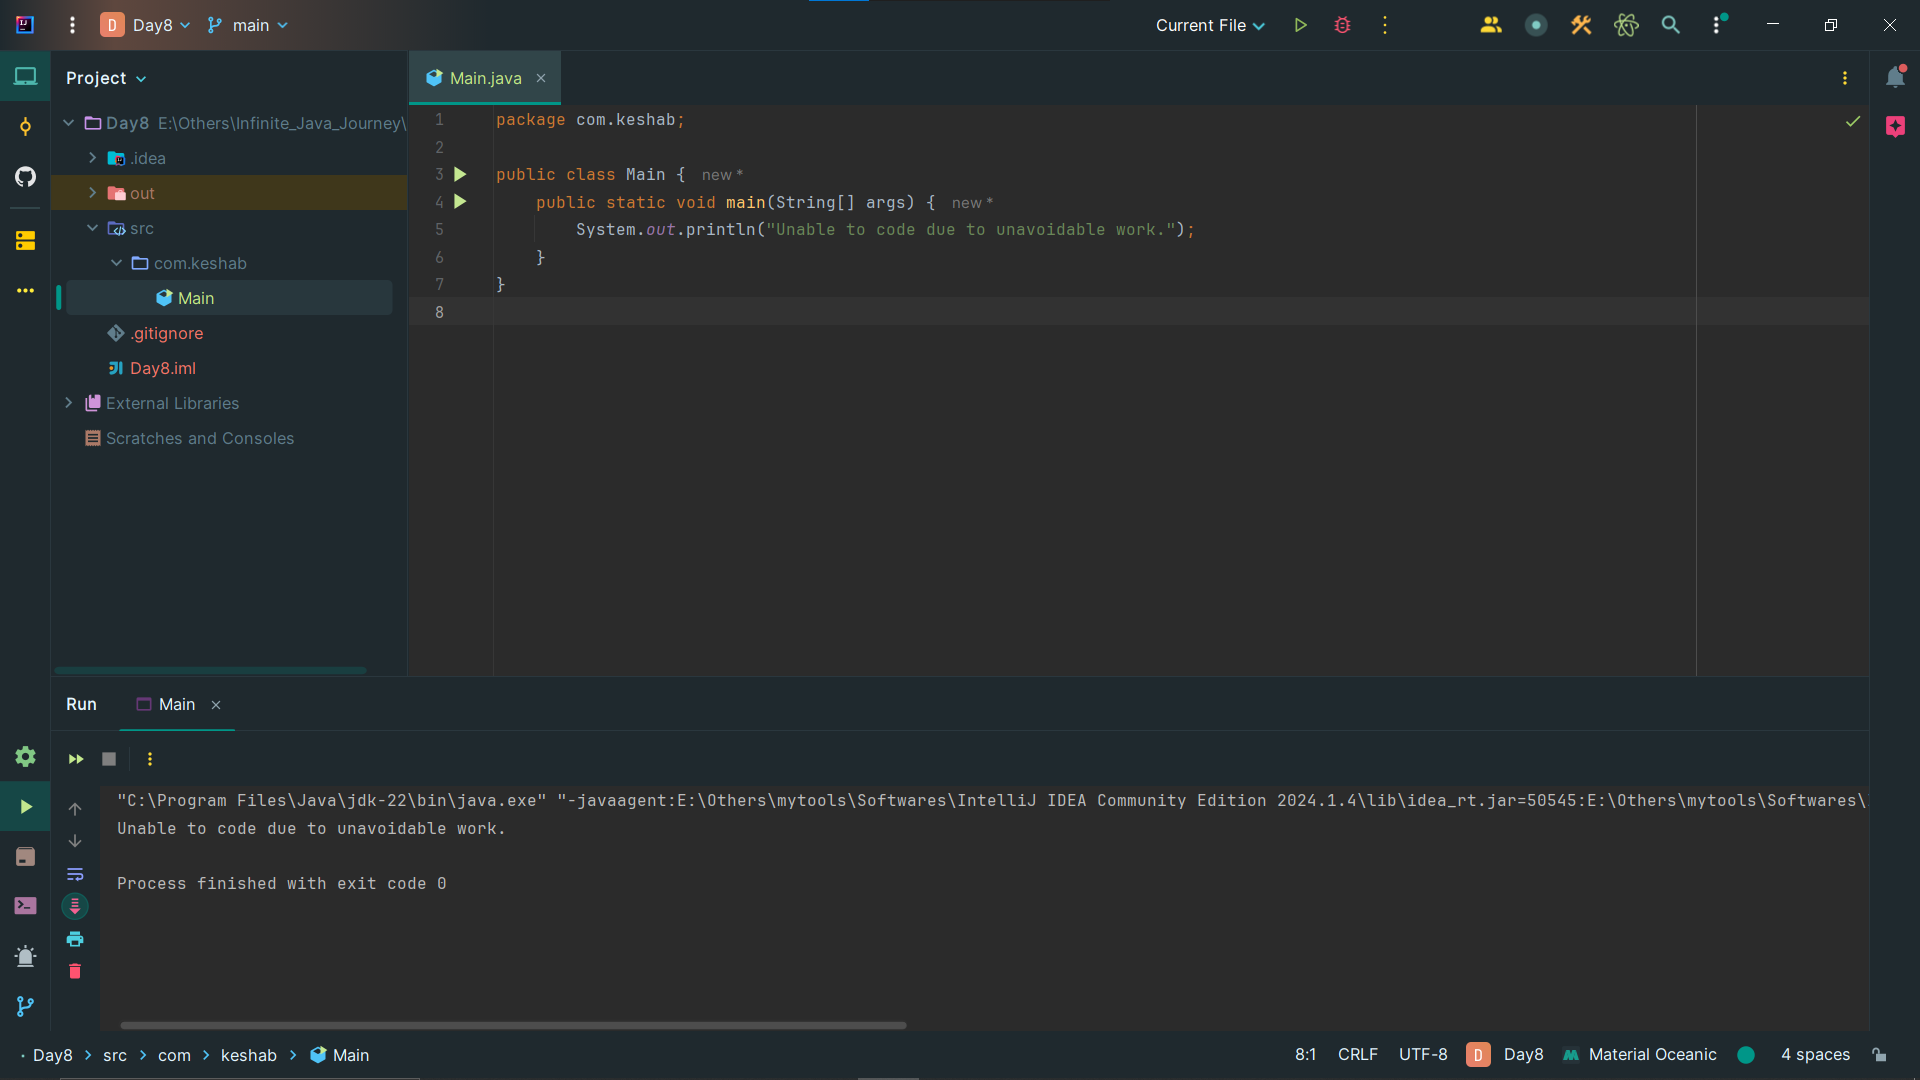 Day8 main Current File
Project
Main.java
Day8 E:\Others\Infinite_Java_Journey\
.idea
out
src
com.keshab
Main
.gitignore
Day8.iml
External Libraries
Scratches and Consoles
1 package com.keshab;
2
3 public class Main { new *
4 public static void main(String[] args) { new *
5 System.out.println("Unable to code due to unavoidable work.");
6 }
7 }
8
Run Main
"C:\Program Files\Java\jdk-22\bin\java.exe" "-javaagent:E:\Others\mytools\Softwares\IntelliJ IDEA Community Edition 2024.1.4\lib\idea_rt.jar=50545:E:\Others\mytools\Softwares\
Unable to code due to unavoidable work.
Process finished with exit code 0
Day8 > src > com > keshab > Main 8:1 CRLF UTF-8 D Day8 Material Oceanic 4 spaces